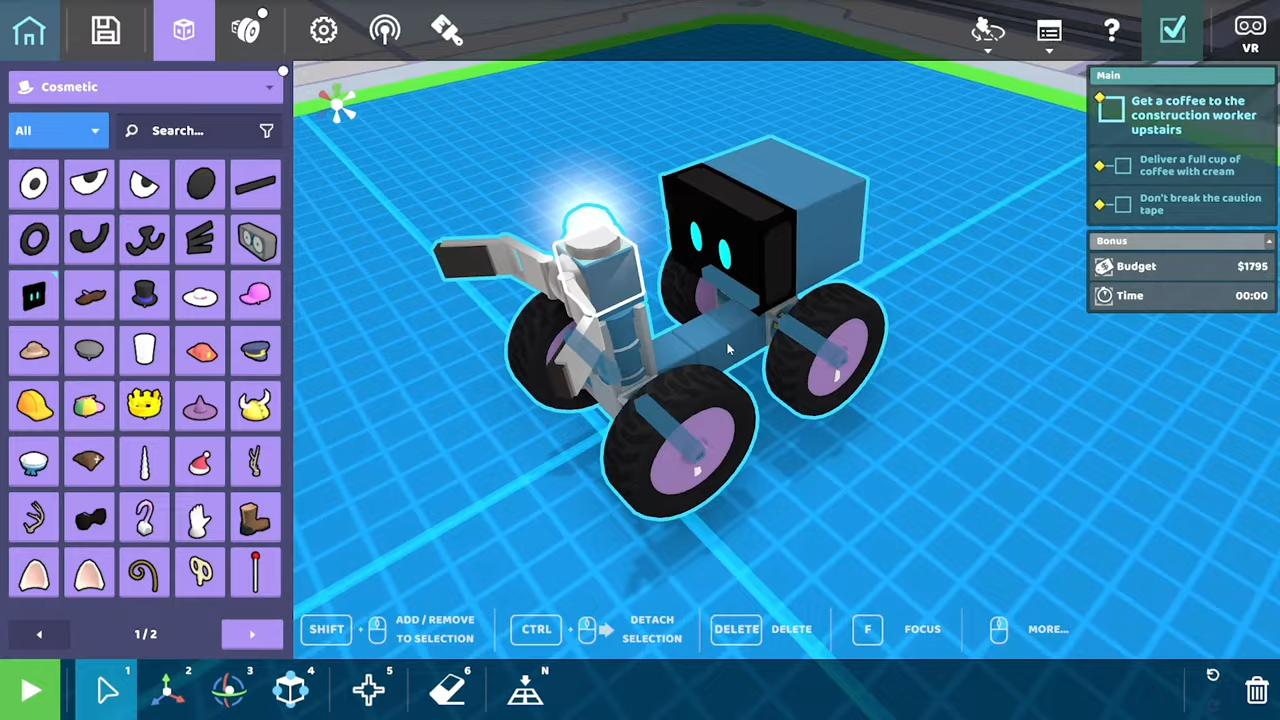 VR
Cosmetic
All
Search...
1/2
Main
Get a coffee to the
construction worker
upstairs
Deliver a full cup of
coffee with cream
Don't break the caution
tape
Bonus
Budget $1795
Time 00:00
SHIFT + ADD / REMOVE
TO SELECTION
CTRL + DETACH
SELECTION
DELETE DELETE
F FOCUS
MORE...
1 2 3 4 5 6 N